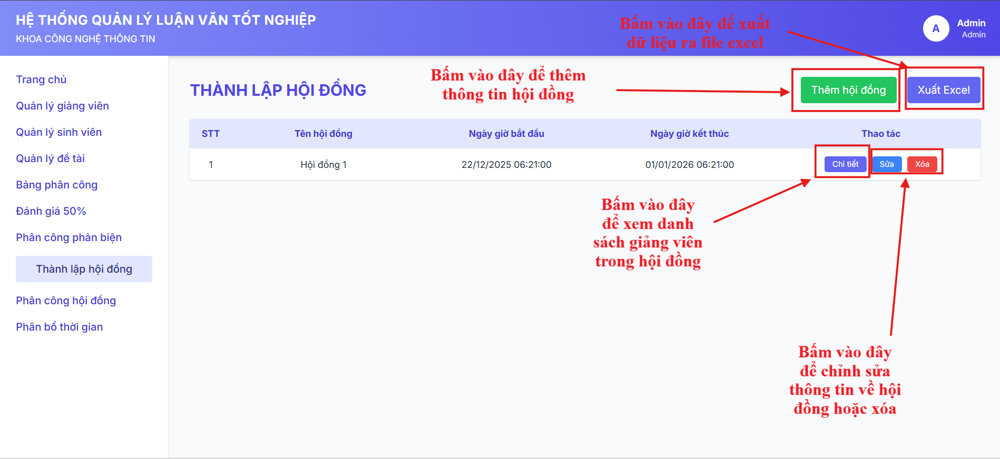 HỆ THỐNG QUẢN LÝ LUẬN VĂN TỐT NGHIỆP
KHOA CÔNG NGHỆ THÔNG TIN
Bấm vào đây để xuất
dữ liệu ra file excel
A
Admin
Admin
Trang chủ
Quản lý giảng viên
Quản lý sinh viên
Quản lý đề tài
Bảng phân công
Đánh giá 50%
Phân công phản biện
Thành lập hội đồng
Phân công hội đồng
Phân bổ thời gian
THÀNH LẬP HỘI ĐỒNG
Bấm vào đây để thêm
thông tin hội đồng
Thêm hội đồng
Xuất Excel
STT Tên hội đồng Ngày giờ bắt đầu Ngày giờ kết thúc Thao tác
1 Hội đồng 1 22/12/2025 06:21:00 01/01/2026 06:21:00 Chi tiết Sửa Xóa
Bấm vào đây
để xem danh
sách giảng viên
trong hội đồng
Bấm vào đây
để chỉnh sửa
thông tin về hội
đồng hoặc xóa